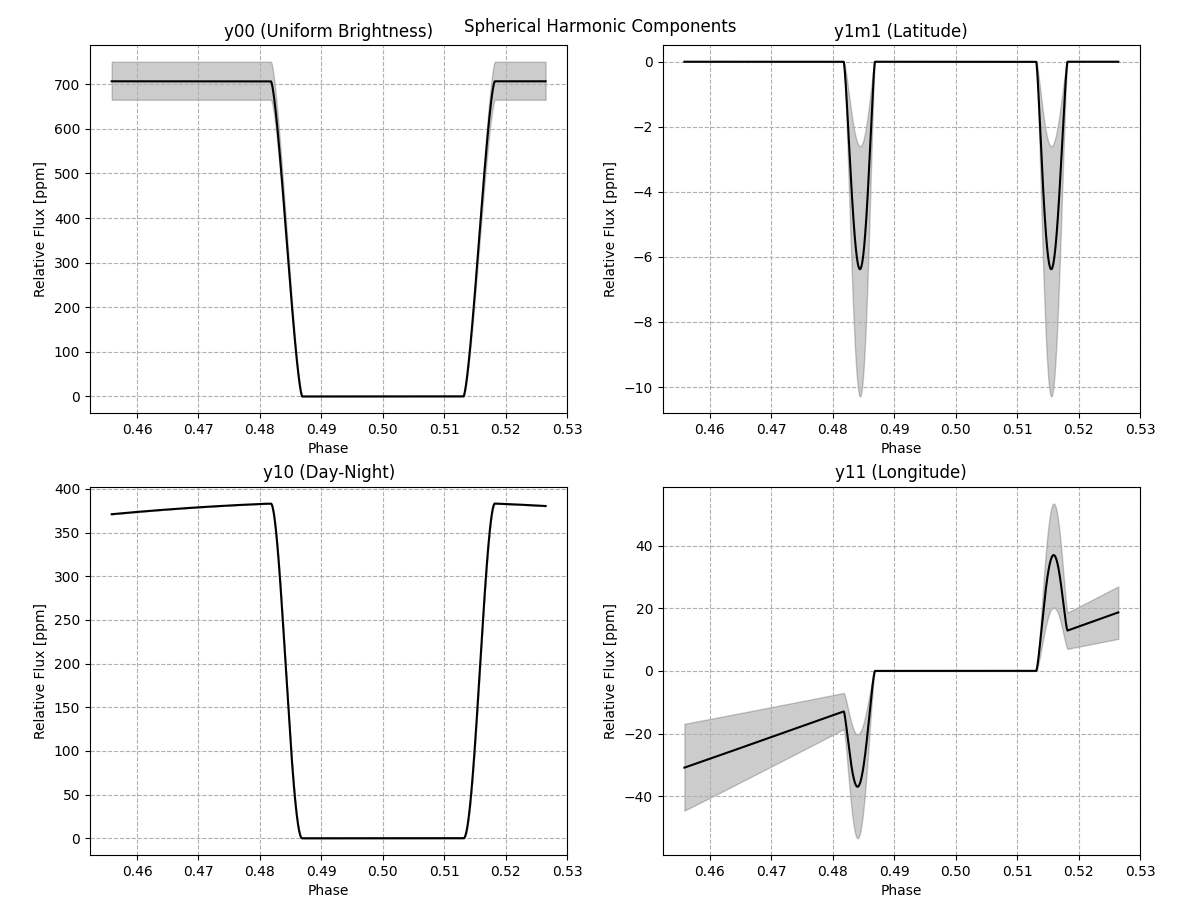 Spherical Harmonic Components
y00 (Uniform Brightness)
Relative Flux [ppm]
700
600
500
400
300
200
100
0
0.46 0.47 0.48 0.49 0.50 0.51 0.52 0.53
Phase
y1m1 (Latitude)
Relative Flux [ppm]
0
−2
−4
−6
−8
−10
0.46 0.47 0.48 0.49 0.50 0.51 0.52 0.53
Phase
y10 (Day-Night)
Relative Flux [ppm]
400
350
300
250
200
150
100
50
0
0.46 0.47 0.48 0.49 0.50 0.51 0.52 0.53
Phase
y11 (Longitude)
Relative Flux [ppm]
40
20
0
−20
−40
0.46 0.47 0.48 0.49 0.50 0.51 0.52 0.53
Phase